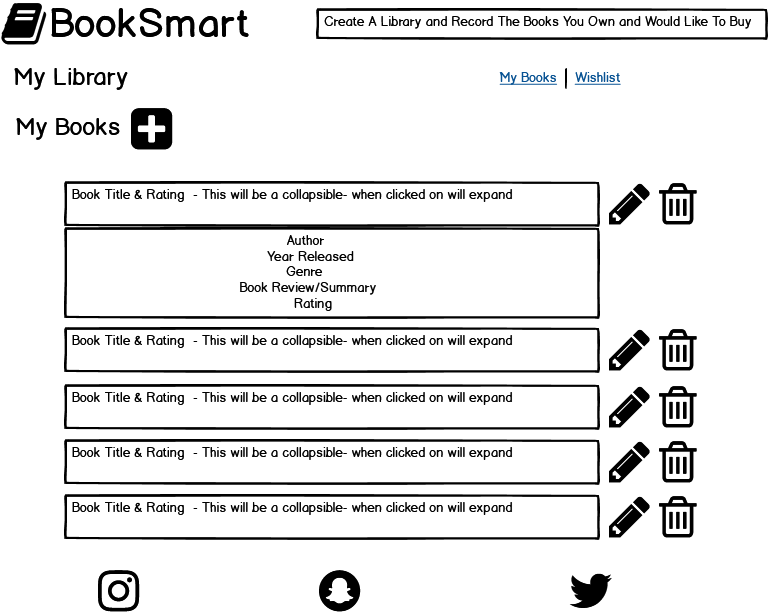 BookSmart
Create A Library and Record The Books You Own and Would Like To Buy
My Library
My Books | Wishlist
My Books
Book Title & Rating - This will be a collapsible- when clicked on will expand
Author
Year Released
Genre
Book Review/Summary
Rating
Book Title & Rating - This will be a collapsible- when clicked on will expand
Book Title & Rating - This will be a collapsible- when clicked on will expand
Book Title & Rating - This will be a collapsible- when clicked on will expand
Book Title & Rating - This will be a collapsible- when clicked on will expand